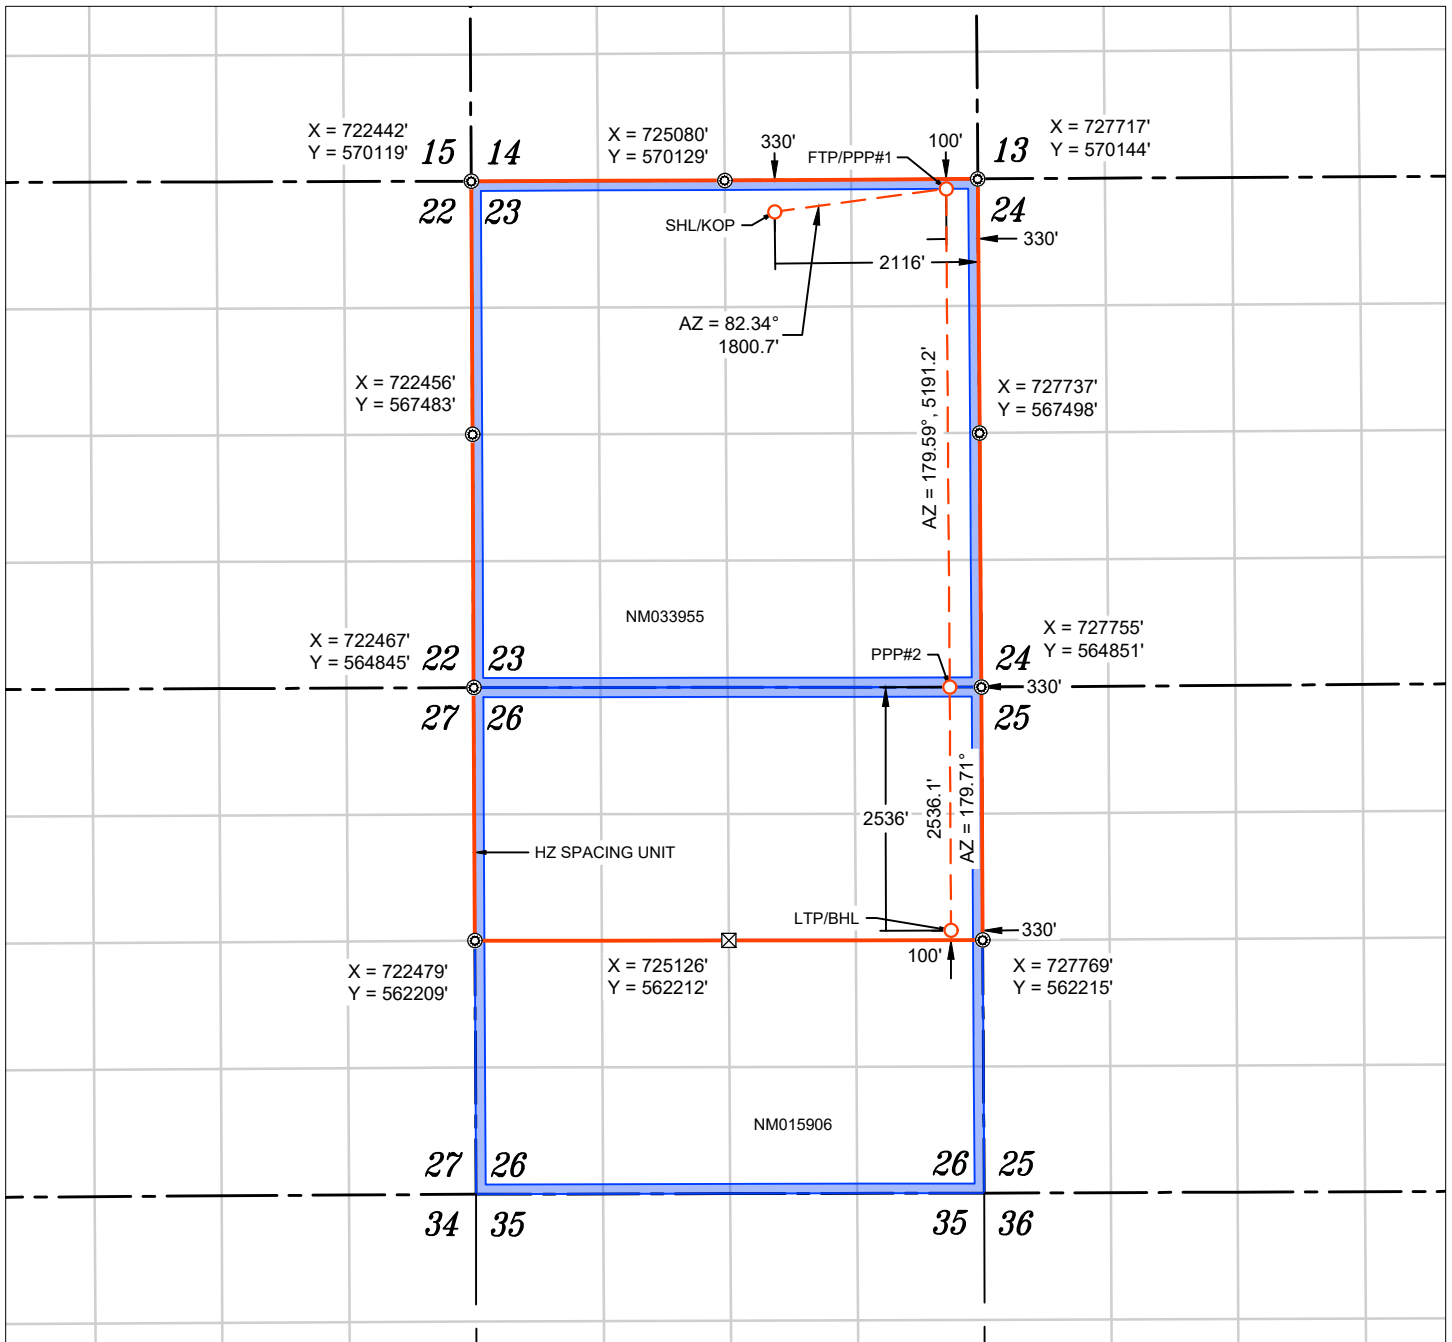 X = 722442'
Y = 570119'
X = 725080'
Y = 570129'
330'
100'
X = 727717'
Y = 570144'
15 14
13
FTP/PPP#1
22 23
24
SHL/KOP
330'
2116'
AZ = 82.34°
1800.7'
X = 722456'
Y = 567483'
X = 727737'
Y = 567498'
AZ = 179.59°, 5191.2'
NM033955
X = 722467'
Y = 564845'
22 23
PPP#2
24
X = 727755'
Y = 564851'
330'
27 26
25
2536'
2536.1'
AZ = 179.71°
HZ SPACING UNIT
LTP/BHL
330'
100'
X = 722479'
Y = 562209'
X = 725126'
Y = 562212'
X = 727769'
Y = 562215'
NM015906
27 26
26 25
34 35
35 36